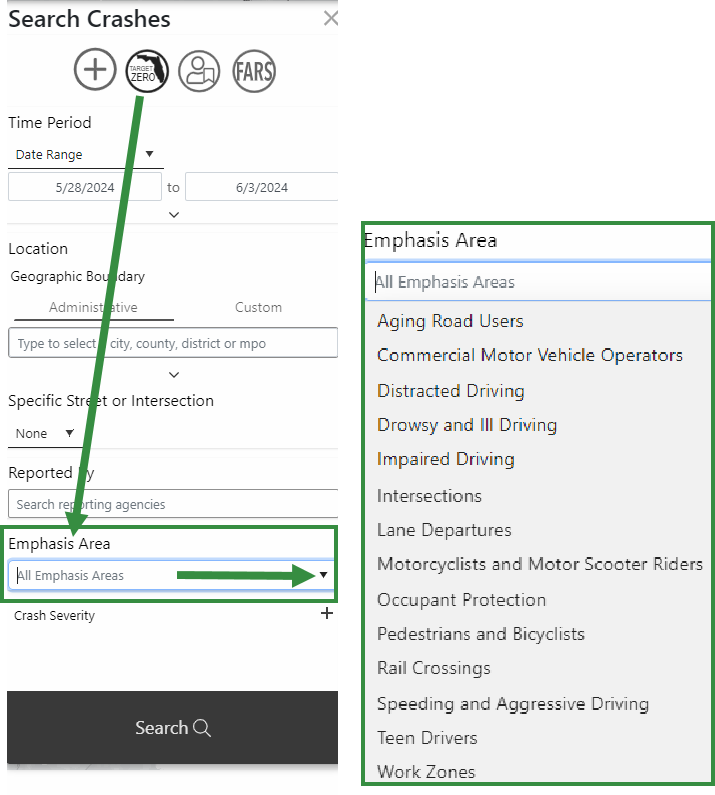 Search Crashes
TARGET
ZERO
FARS
Time Period
Date Range
5/28/2024 to 6/3/2024
Location
Geographic Boundary
Administrative Custom
Type to select city, county, district or mpo
Specific Street or Intersection
None
Reported By
Search reporting agencies
Emphasis Area
All Emphasis Areas
Crash Severity
Search
Emphasis Area
All Emphasis Areas
Aging Road Users
Commercial Motor Vehicle Operators
Distracted Driving
Drowsy and Ill Driving
Impaired Driving
Intersections
Lane Departures
Motorcyclists and Motor Scooter Riders
Occupant Protection
Pedestrians and Bicyclists
Rail Crossings
Speeding and Aggressive Driving
Teen Drivers
Work Zones